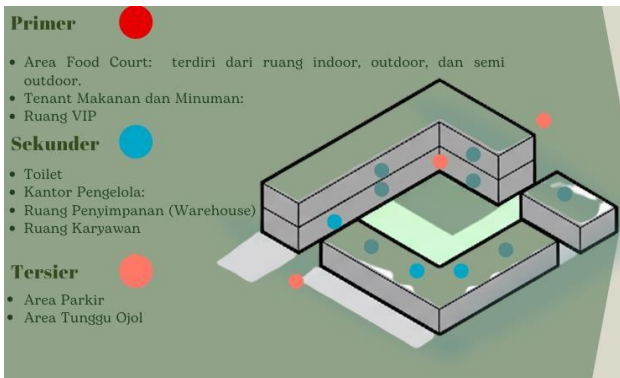 Primer
• Area Food Court: terdiri dari ruang indoor, outdoor, dan semi
outdoor.
• Tenant Makanan dan Minuman:
• Ruang VIP
Sekunder
• Toilet
• Kantor Pengelola:
• Ruang Penyimpanan (Warehouse)
• Ruang Karyawan
Tersier
• Area Parkir
• Area Tunggu Ojol